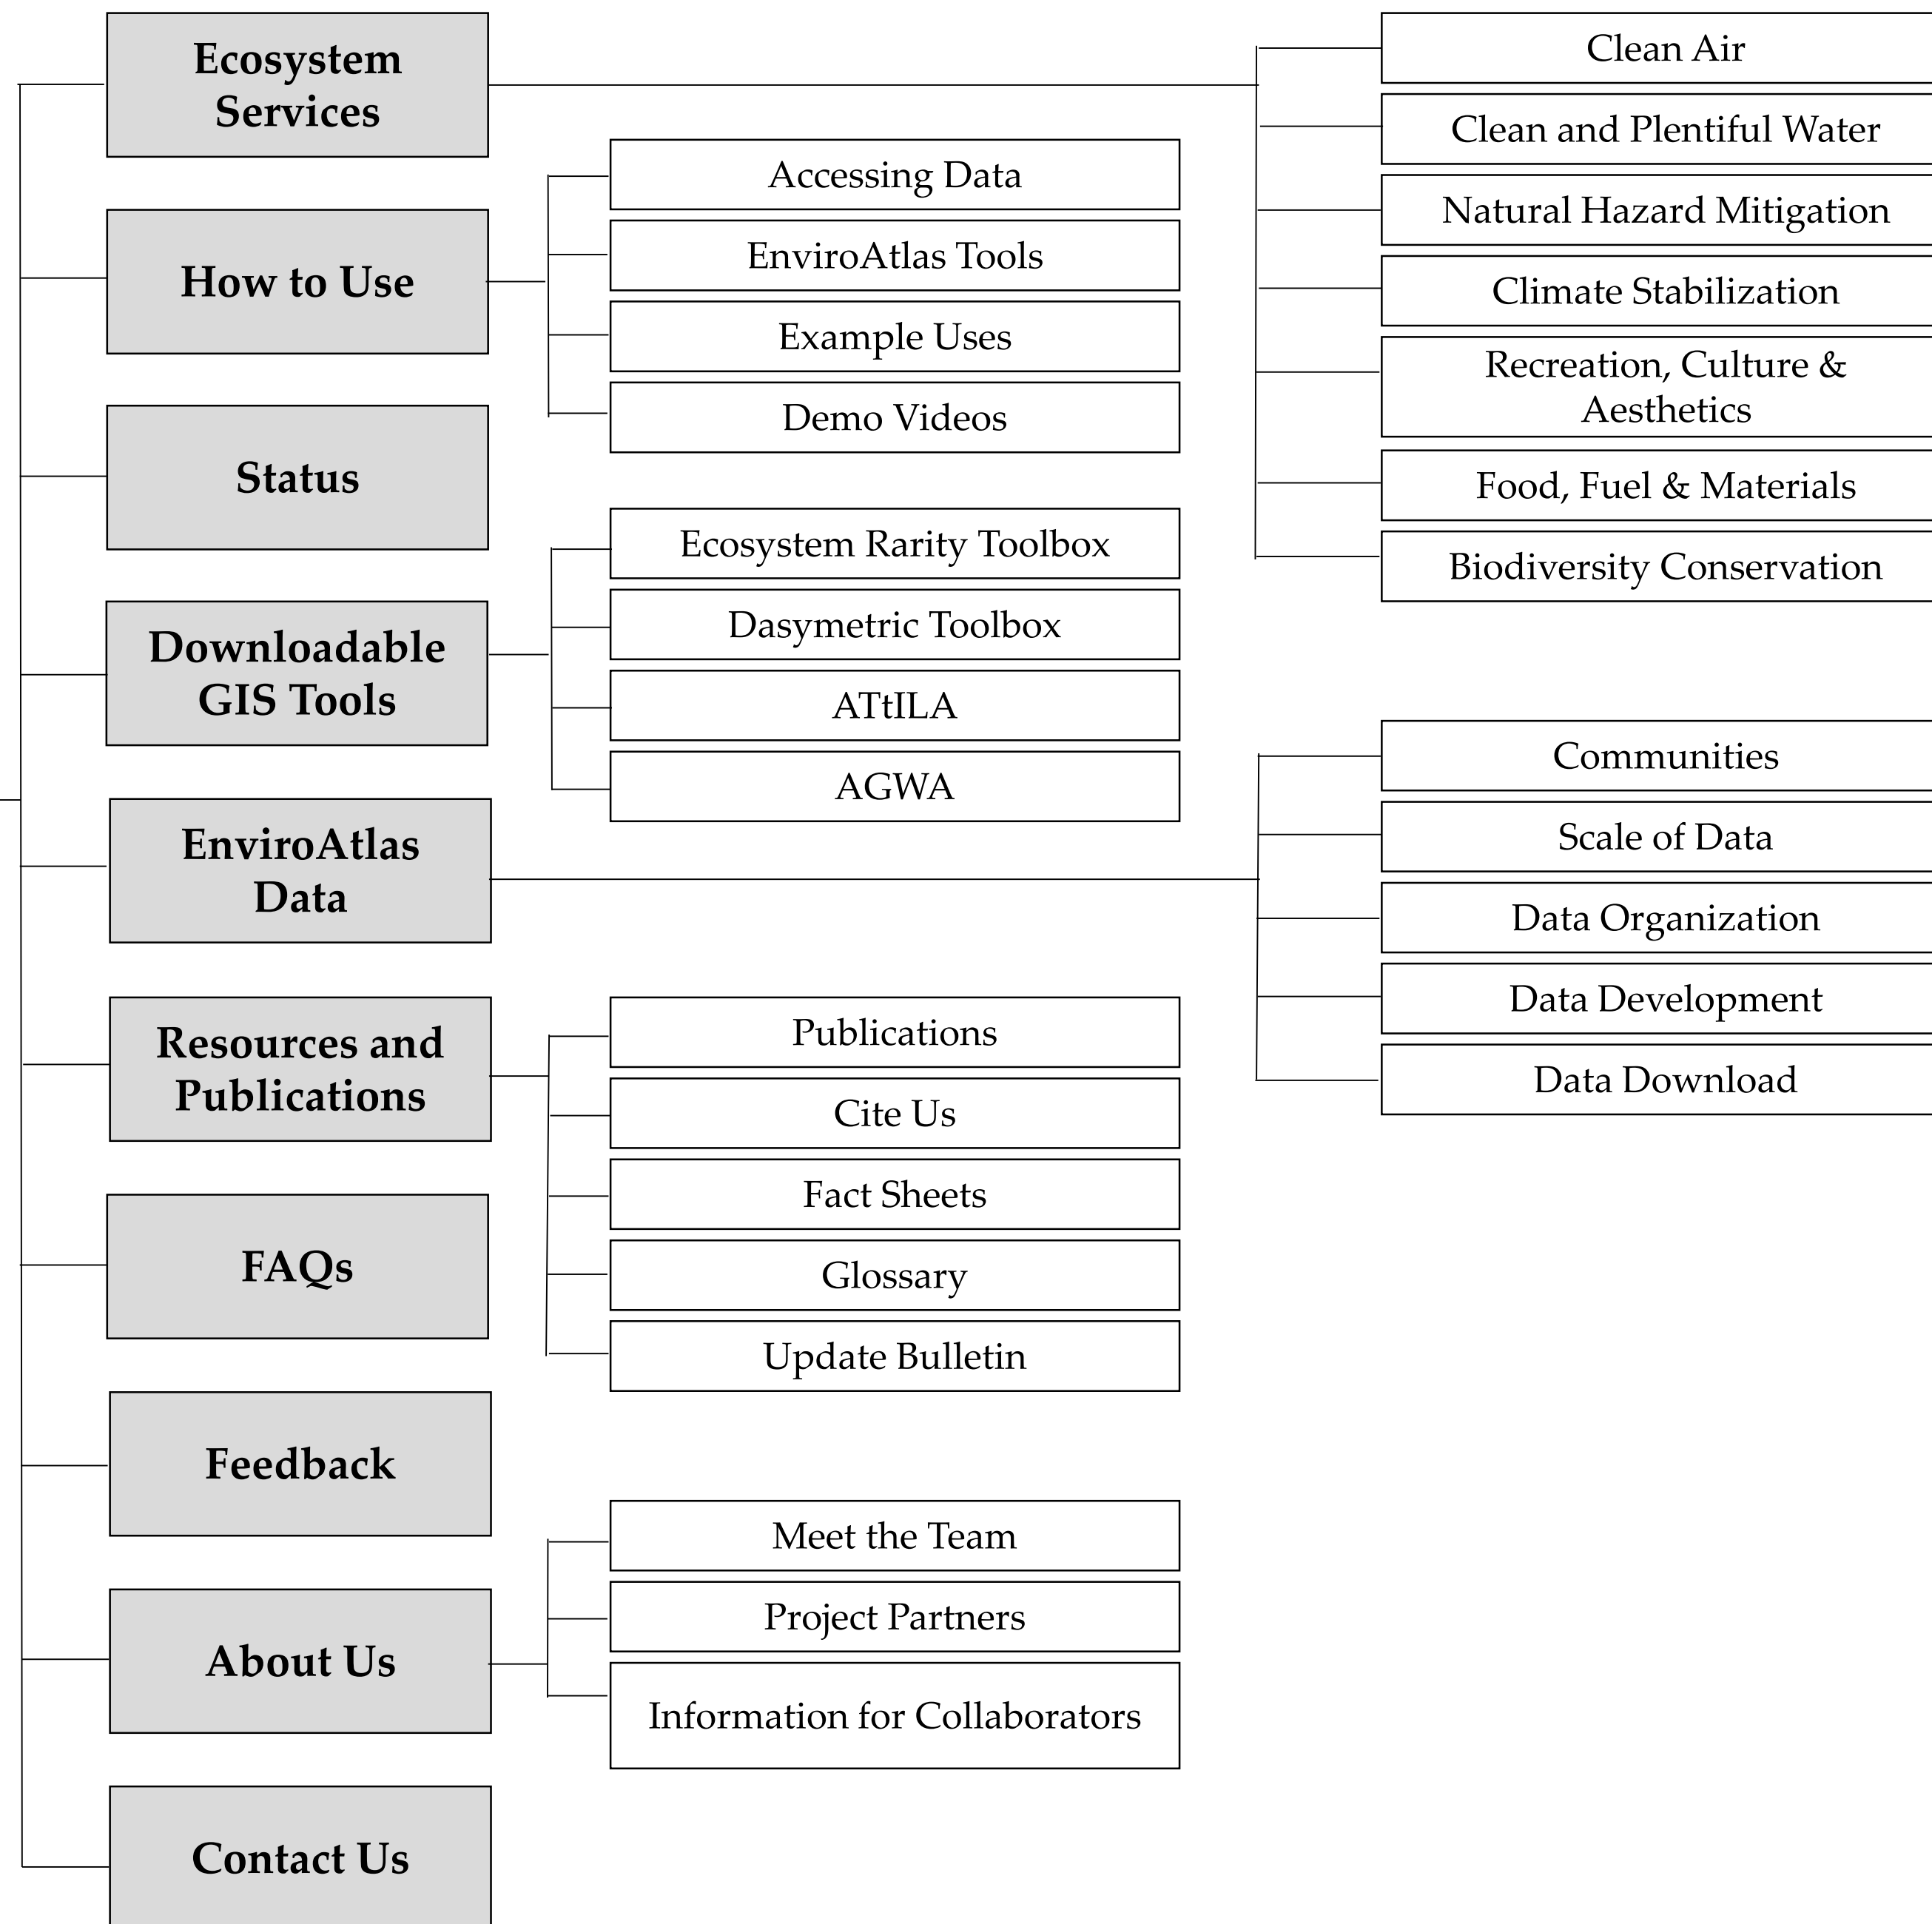 Ecosystem
Services
Clean Air
Clean and Plentiful Water
Natural Hazard Mitigation
Climate Stabilization
Recreation, Culture &
Aesthetics
Food, Fuel & Materials
Biodiversity Conservation
How to Use
Accessing Data
EnviroAtlas Tools
Example Uses
Demo Videos
Status
Downloadable
GIS Tools
Ecosystem Rarity Toolbox
Dasymetric Toolbox
ATtILA
AGWA
EnviroAtlas
Data
Communities
Scale of Data
Data Organization
Data Development
Data Download
Resources and
Publications
Publications
Cite Us
Fact Sheets
Glossary
Update Bulletin
FAQs
Feedback
About Us
Meet the Team
Project Partners
Information for Collaborators
Contact Us